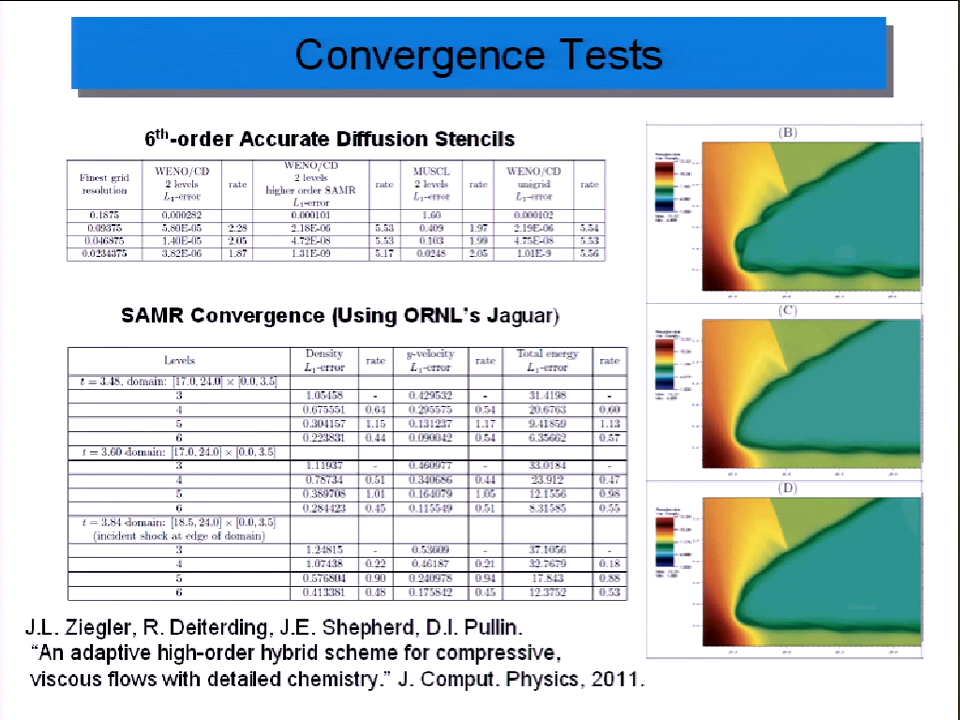 Convergence Tests
6th-order Accurate Diffusion Stencils
Finest grid resolution | WENO/CD 2 levels L1-error | rate | WENO/CD 2 levels higher order SAMR L1-error | rate | MUSCL 2 levels L1-error | rate | WENO/CD unigrid L1-error | rate
0.1875 0.000282 0.000101 1.60 0.000102
0.09375 5.80E-05 2.28 2.18E-06 5.53 0.409 1.97 2.19E-06 5.54
0.046875 1.40E-05 2.05 4.72E-08 5.53 0.103 1.99 4.75E-08 5.53
0.0234375 3.82E-06 1.87 1.31E-09 5.17 0.0248 2.05 1.01E-9 5.56
SAMR Convergence (Using ORNL's Jaguar)
Levels | Density L1-error | rate | y-velocity L1-error | rate | Total energy L1-error | rate
t = 3.48, domain: [17.0, 24.0] × [0.0, 3.5]
3 1.05458 - 0.429532 - 31.4198 -
4 0.675551 0.64 0.295575 0.54 20.6763 0.60
5 0.304157 1.15 0.131237 1.17 9.41859 1.13
6 0.223831 0.44 0.090042 0.54 6.35662 0.57
t = 3.60 domain: [17.0, 24.0] × [0.0, 3.5]
3 1.11937 - 0.460977 - 33.0184 -
4 0.78734 0.51 0.340686 0.44 23.912 0.47
5 0.389708 1.01 0.164079 1.05 12.1556 0.98
6 0.284423 0.45 0.115549 0.51 8.31585 0.55
t = 3.84 domain: [18.5, 24.0] × [0.0, 3.5]
(incident shock at edge of domain)
3 1.24815 - 0.53609 - 37.1056 -
4 1.07438 0.22 0.46187 0.21 32.7679 0.18
5 0.576804 0.90 0.240978 0.94 17.843 0.88
6 0.413381 0.48 0.175842 0.45 12.3752 0.53
(B)
(C)
(D)
J.L. Ziegler, R. Deiterding, J.E. Shepherd, D.I. Pullin.
"An adaptive high-order hybrid scheme for compressive,
viscous flows with detailed chemistry." J. Comput. Physics, 2011.